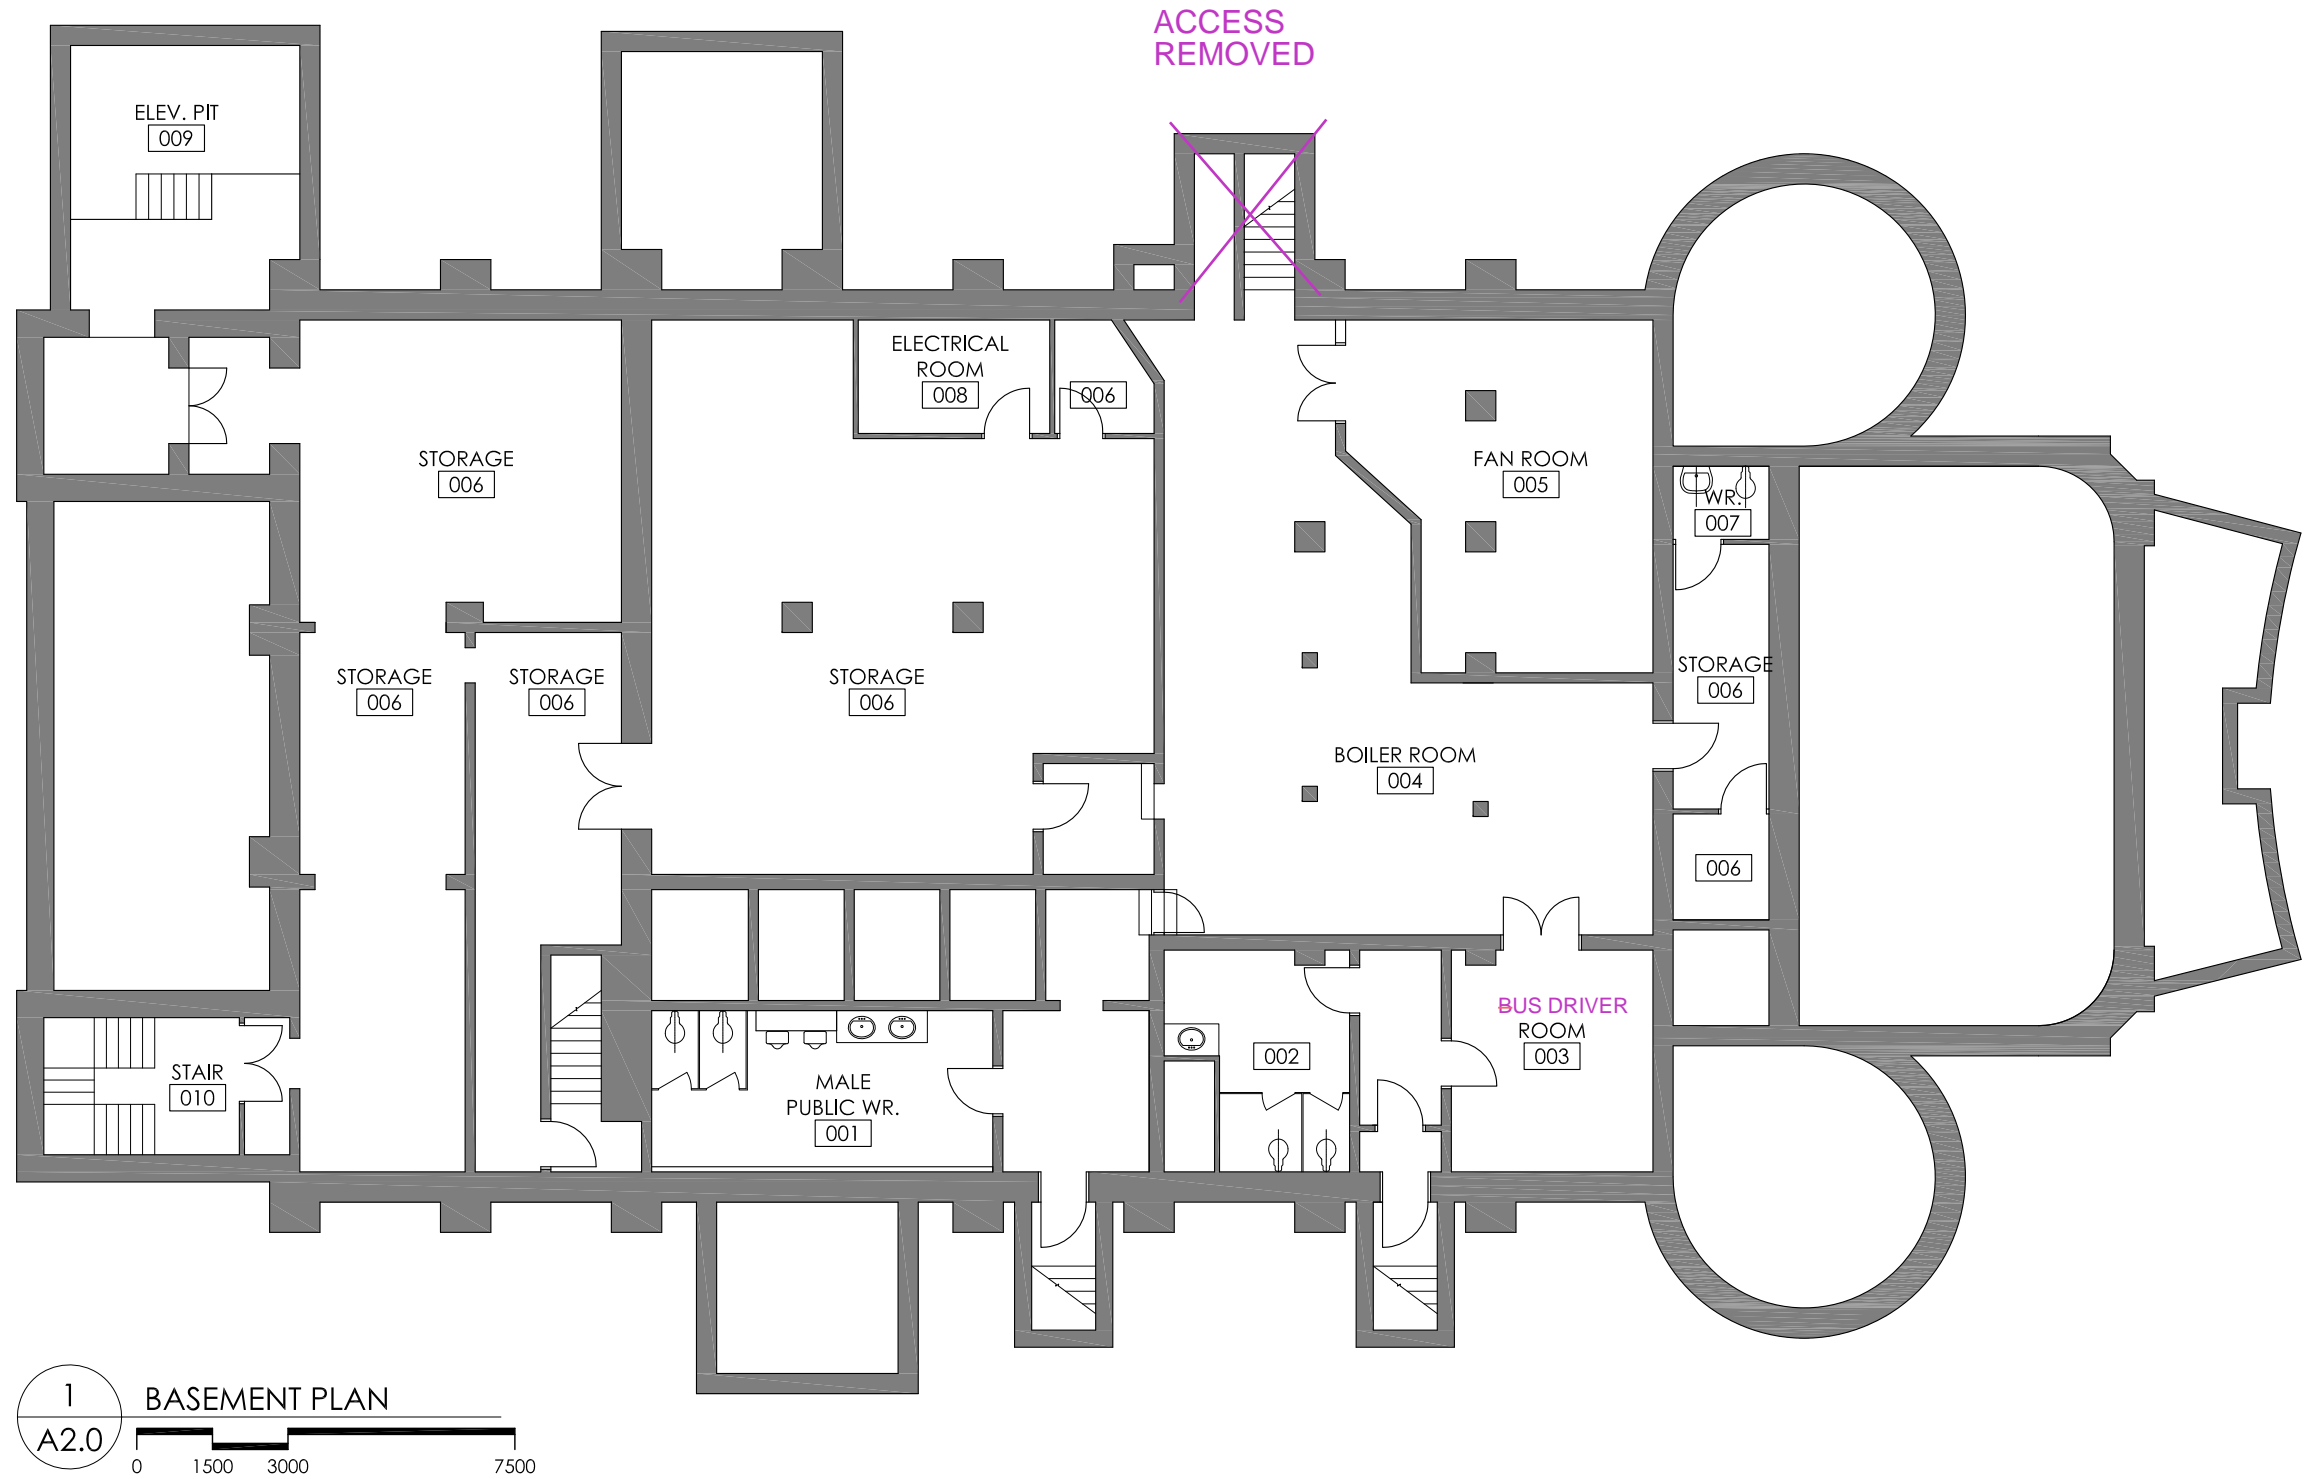 ACCESS
REMOVED
ELEV. PIT
009
ELECTRICAL
ROOM
008
006
STORAGE
006
FAN ROOM
005
WR.
007
STORAGE
006
STORAGE
006
STORAGE
006
STORAGE
006
BOILER ROOM
004
006
BUS DRIVER
ROOM
003
002
STAIR
010
MALE
PUBLIC WR.
001
1
A2.0
BASEMENT PLAN
0 1500 3000 7500